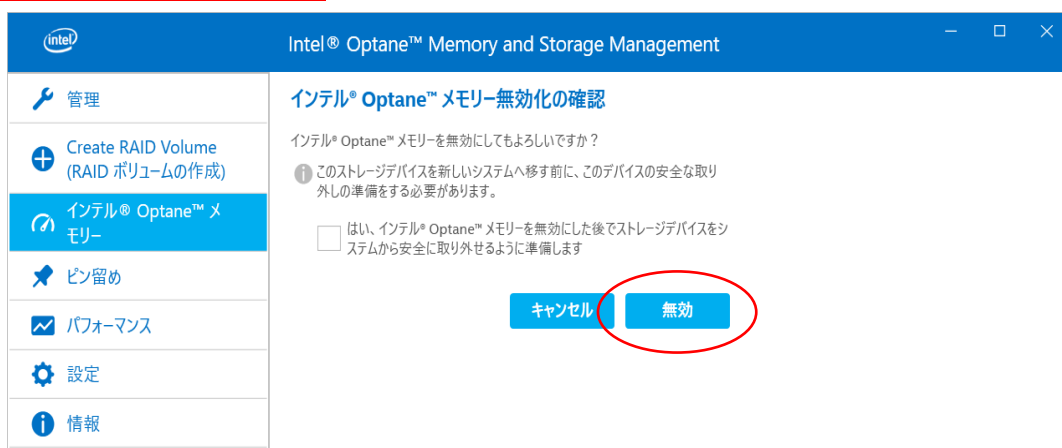 intel
Intel® Optane™ Memory and Storage Management
管理
Create RAID Volume
(RAID ボリュームの作成)
インテル® Optane™ メ
モリー
ピン留め
パフォーマンス
設定
情報
インテル® Optane™ メモリー無効化の確認
インテル® Optane™ メモリーを無効にしてもよろしいですか？
このストレージデバイスを新しいシステムへ移す前に、このデバイスの安全な取り
外しの準備をする必要があります。
はい、インテル® Optane™ メモリーを無効にした後でストレージデバイスをシ
ステムから安全に取り外せるように準備します
キャンセル
無効